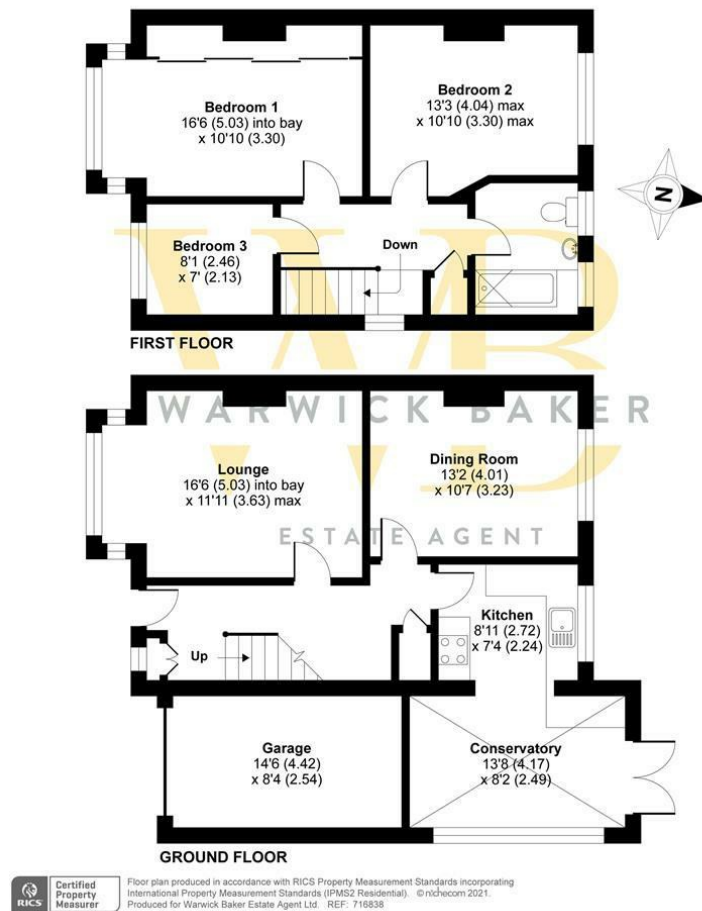 Bedroom 1
16'6 (5.03) into bay
x 10'10 (3.30)
Bedroom 2
13'3 (4.04) max
x 10'10 (3.30) max
N
Bedroom 3
8'1 (2.46)
x 7' (2.13)
Down
FIRST FLOOR
WB
WARWICK BAKER
ESTATE AGENT
Lounge
16'6 (5.03) into bay
x 11'11 (3.63) max
Dining Room
13'2 (4.01)
x 10'7 (3.23)
Kitchen
8'11 (2.72)
x 7'4 (2.24)
Up
Garage
14'6 (4.42)
x 8'4 (2.54)
Conservatory
13'8 (4.17)
x 8'2 (2.49)
GROUND FLOOR
RICS
Certified
Property
Measurer
Floor plan produced in accordance with RICS Property Measurement Standards incorporating
International Property Measurement Standards (IPMS2 Residential). © nichecom 2021.
Produced for Warwick Baker Estate Agent Ltd. REF: 716838